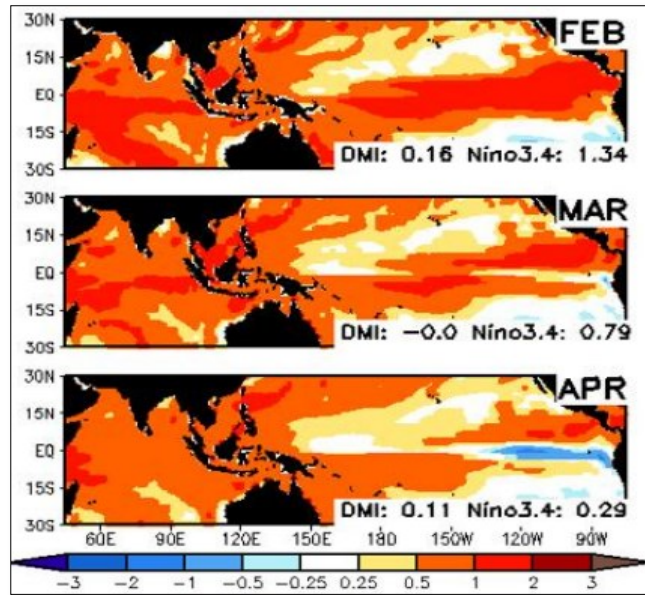 30N
FEB
15N
EQ
15S
30S
DMI: 0.16 Nino3.4: 1.34
30N
MAR
15N
EQ
15S
30S
DMI: -0.0 Nino3.4: 0.79
30N
APR
15N
EQ
15S
30S
DMI: 0.11 Nino3.4: 0.29
60E 90E 120E 150E 180 150W 120W 90W
-3 -2 -1 -0.5 -0.25 0.25 0.5 1 2 3